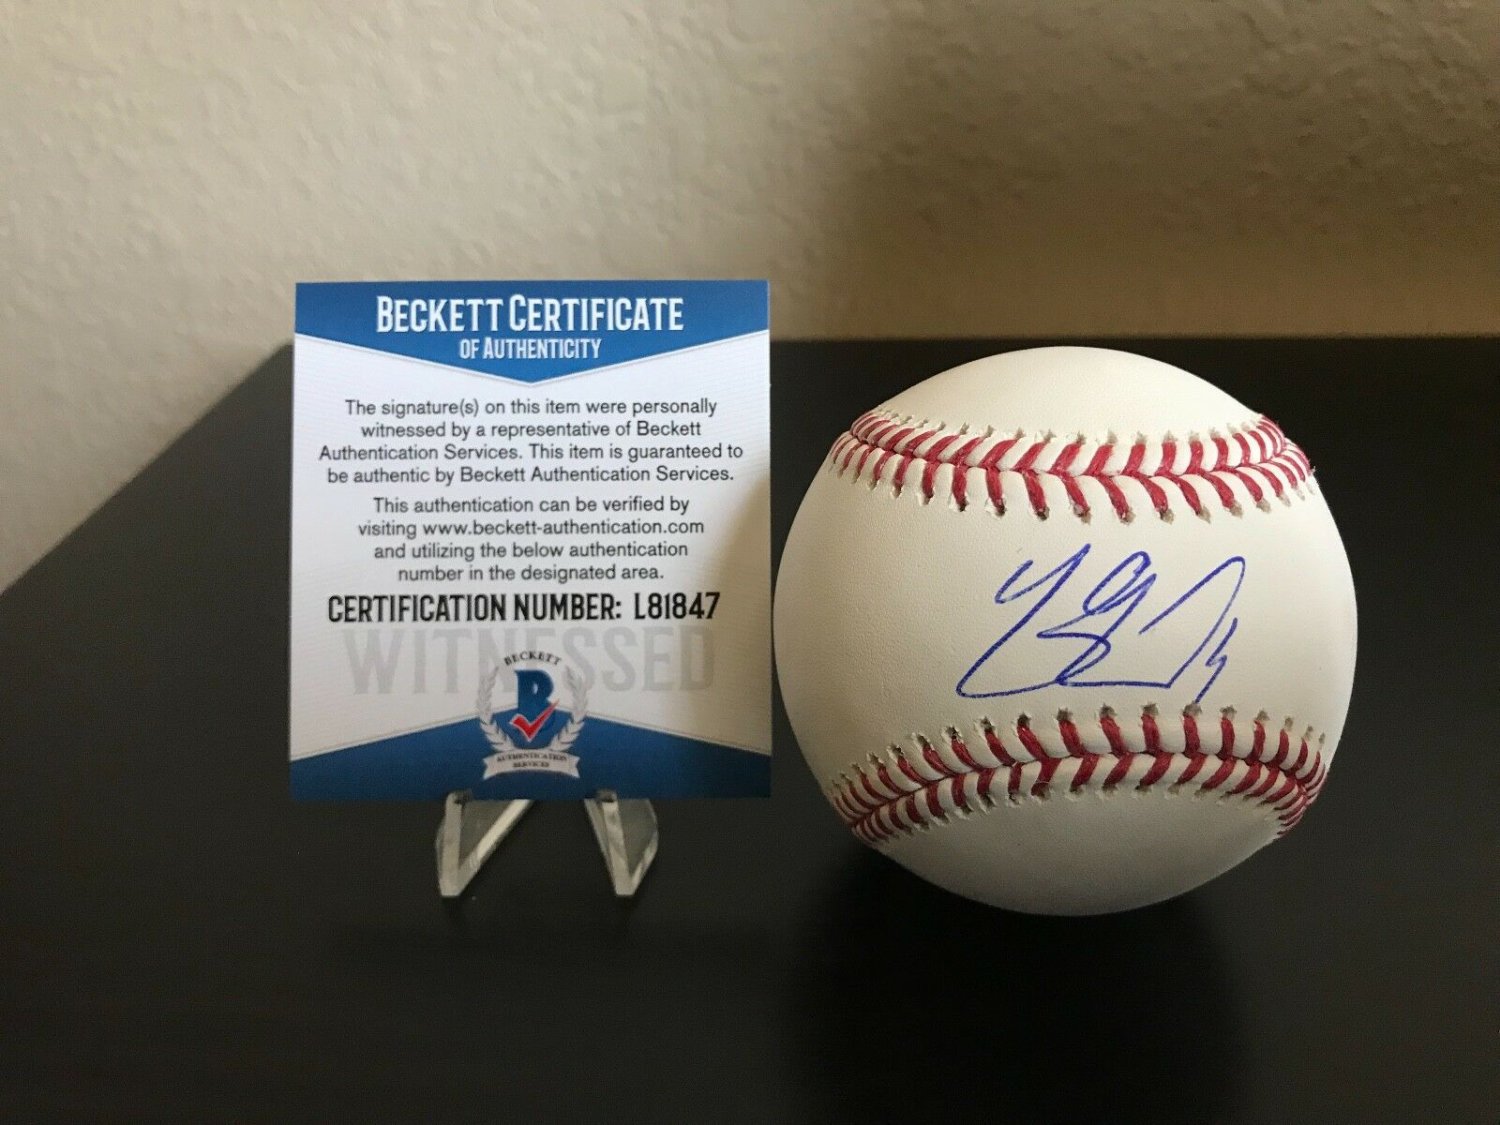 BECKETT CERTIFICATE
OF AUTHENTICITY
The signature(s) on this item were personally
witnessed by a representative of Beckett
Authentication Services. This item is guaranteed to
be authentic by Beckett Authentication Services.
This authentication can be verified by
visiting www.beckett-authentication.com
and utilizing the below authentication
number in the designated area.
CERTIFICATION NUMBER: L81847
WITNESSED
BECKETT
B
AUTHENTICATION
SERVICES